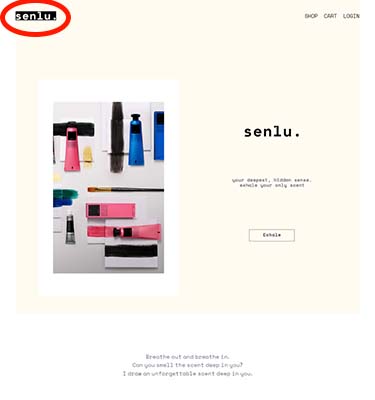 senlu.
SHOP CART LOGIN
senlu.
your deepest, hidden sense.
exhale your only scent
Exhale
Breathe out and breathe in.
Can you smell the scent deep in you?
I draw an unforgettable scent deep in you.